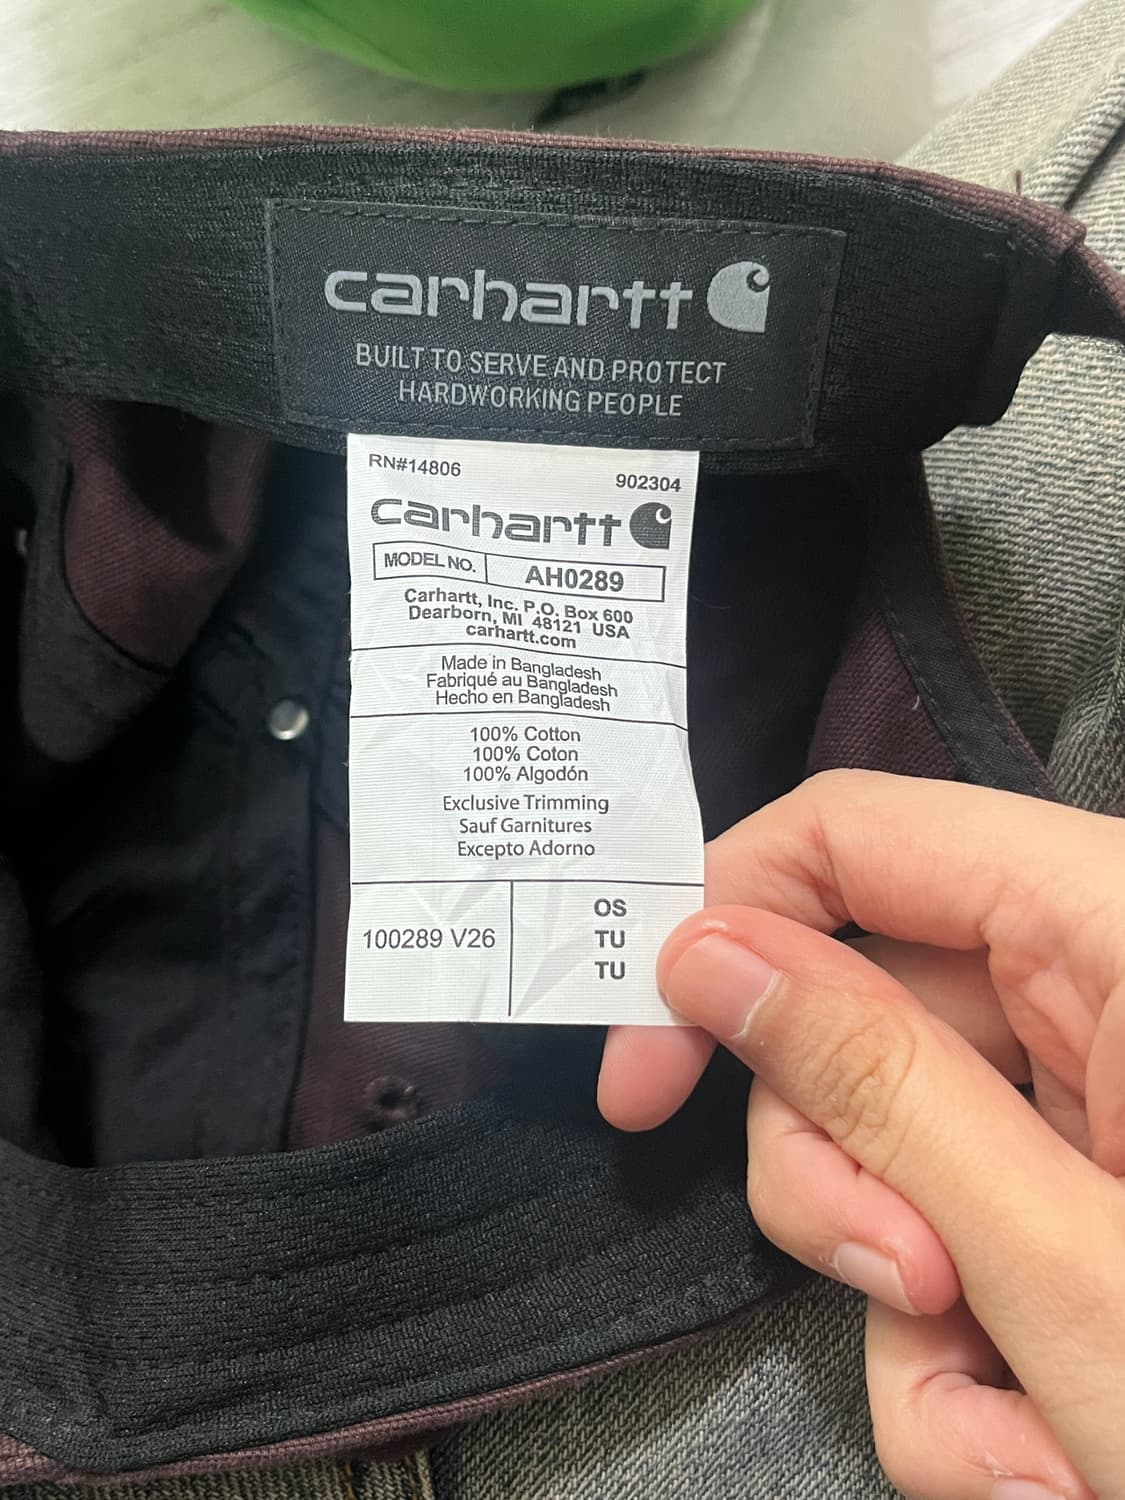 carhartt
BUILT TO SERVE AND PROTECT
HARDWORKING PEOPLE
RN#14806
902304
carhartt
MODEL NO. AH0289
Carhartt, Inc. P.O. Box 600
Dearborn, MI 48121 USA
carhartt.com
Made in Bangladesh
Fabriqué au Bangladesh
Hecho en Bangladesh
100% Cotton
100% Coton
100% Algodón
Exclusive Trimming
Sauf Garnitures
Excepto Adorno
100289 V26
OS
TU
TU